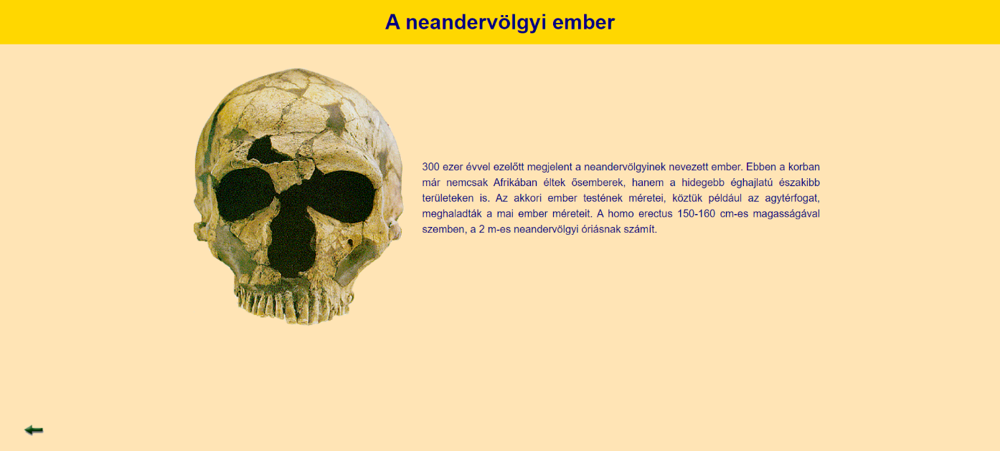 A neandervölgyi ember
300 ezer évvel ezelőtt megjelent a neandervölgyinek nevezett ember. Ebben a korban
már nemcsak Afrikában éltek ősemberek, hanem a hidegebb éghajlatú északibb
területeken is. Az akkori ember testének méretei, köztük például az agytérfogat,
meghaladták a mai ember méreteit. A homo erectus 150-160 cm-es magasságával
szemben, a 2 m-es neandervölgyi óriásnak számít.